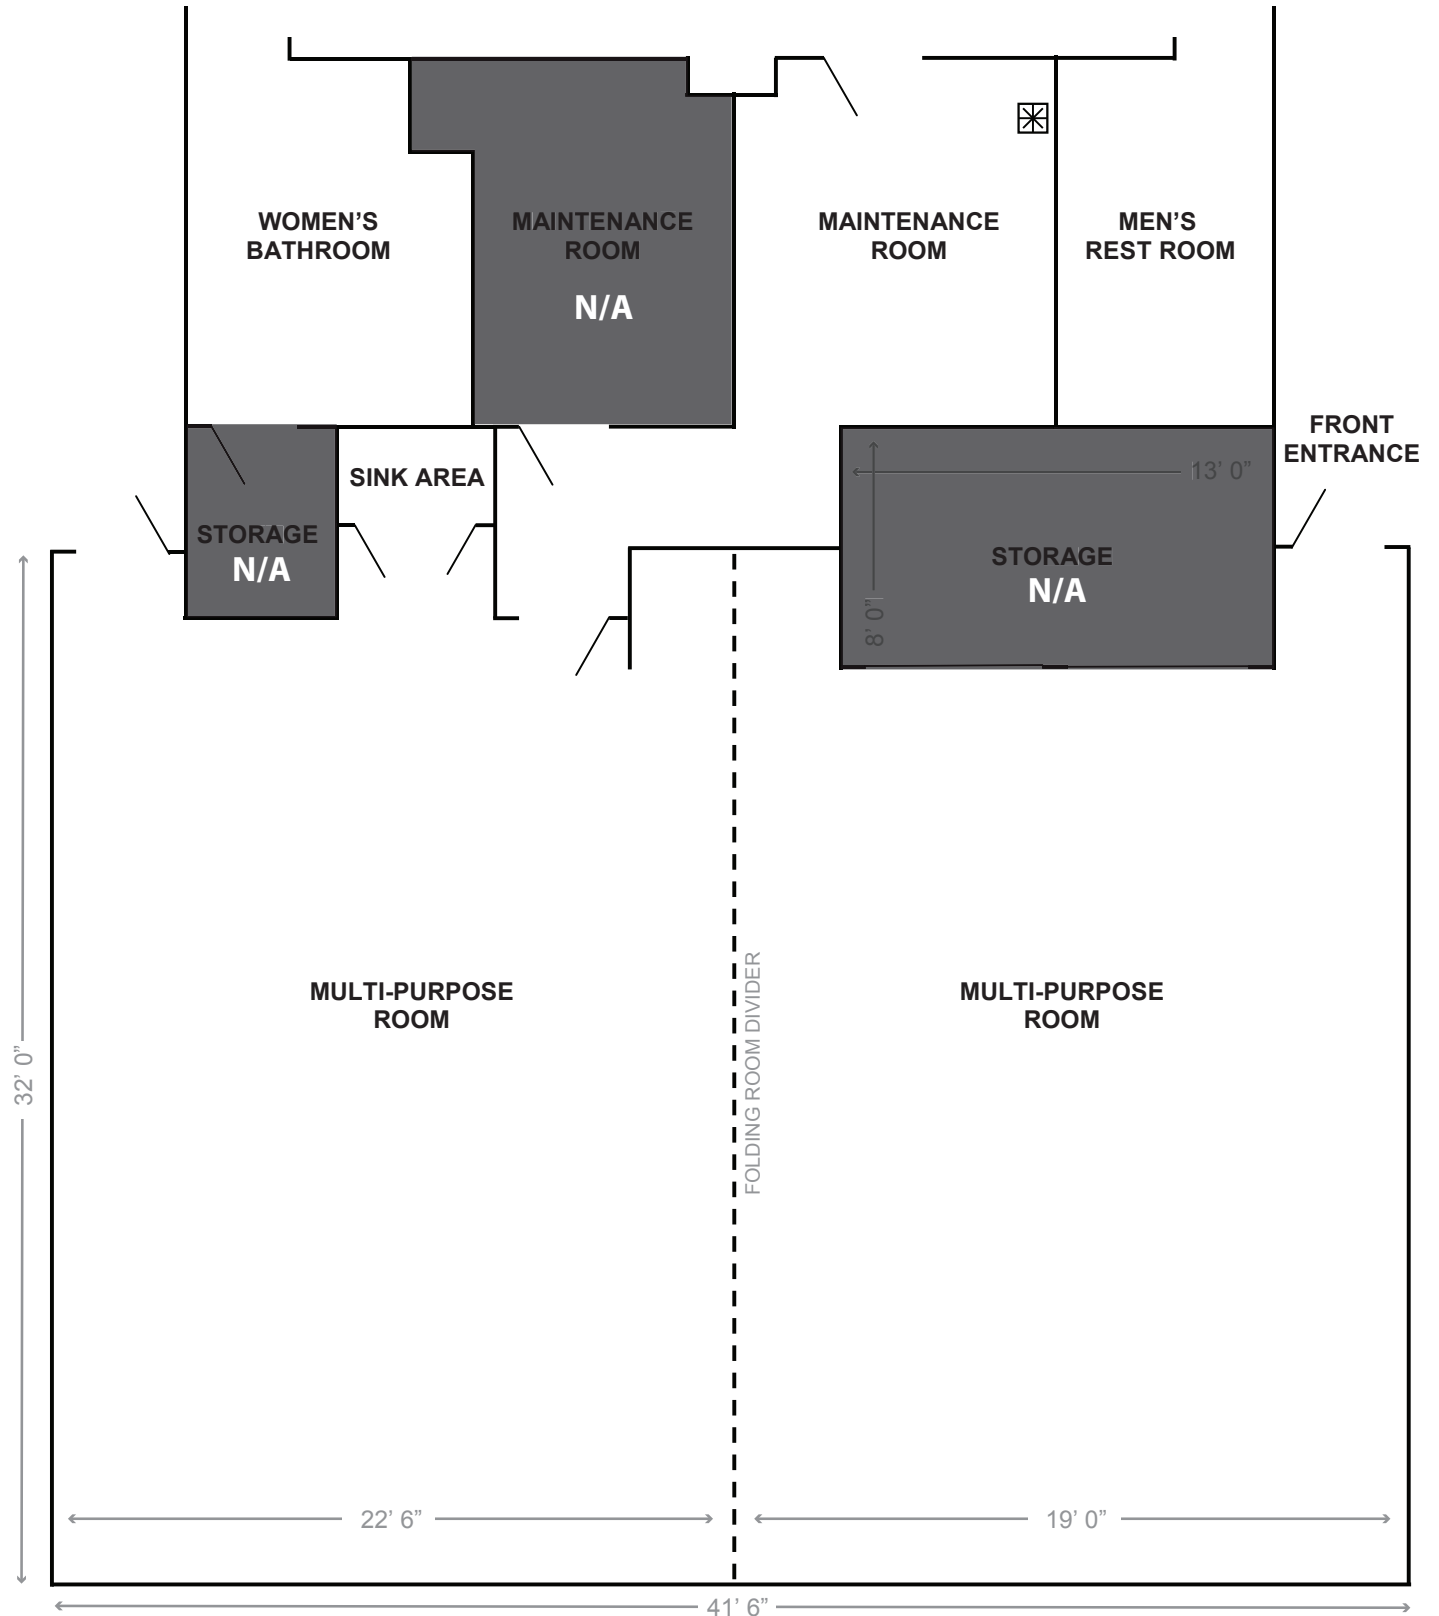 WOMEN’S
BATHROOM
MAINTENANCE
ROOM
N/A
MAINTENANCE
ROOM
MEN’S
REST ROOM
FRONT
ENTRANCE
SINK AREA
13’ 0”
STORAGE
N/A
STORAGE
N/A
8’ 0”
MULTI-PURPOSE
ROOM
FOLDING ROOM DIVIDER
MULTI-PURPOSE
ROOM
32’ 0”
22’ 6”
19’ 0”
41’ 6”